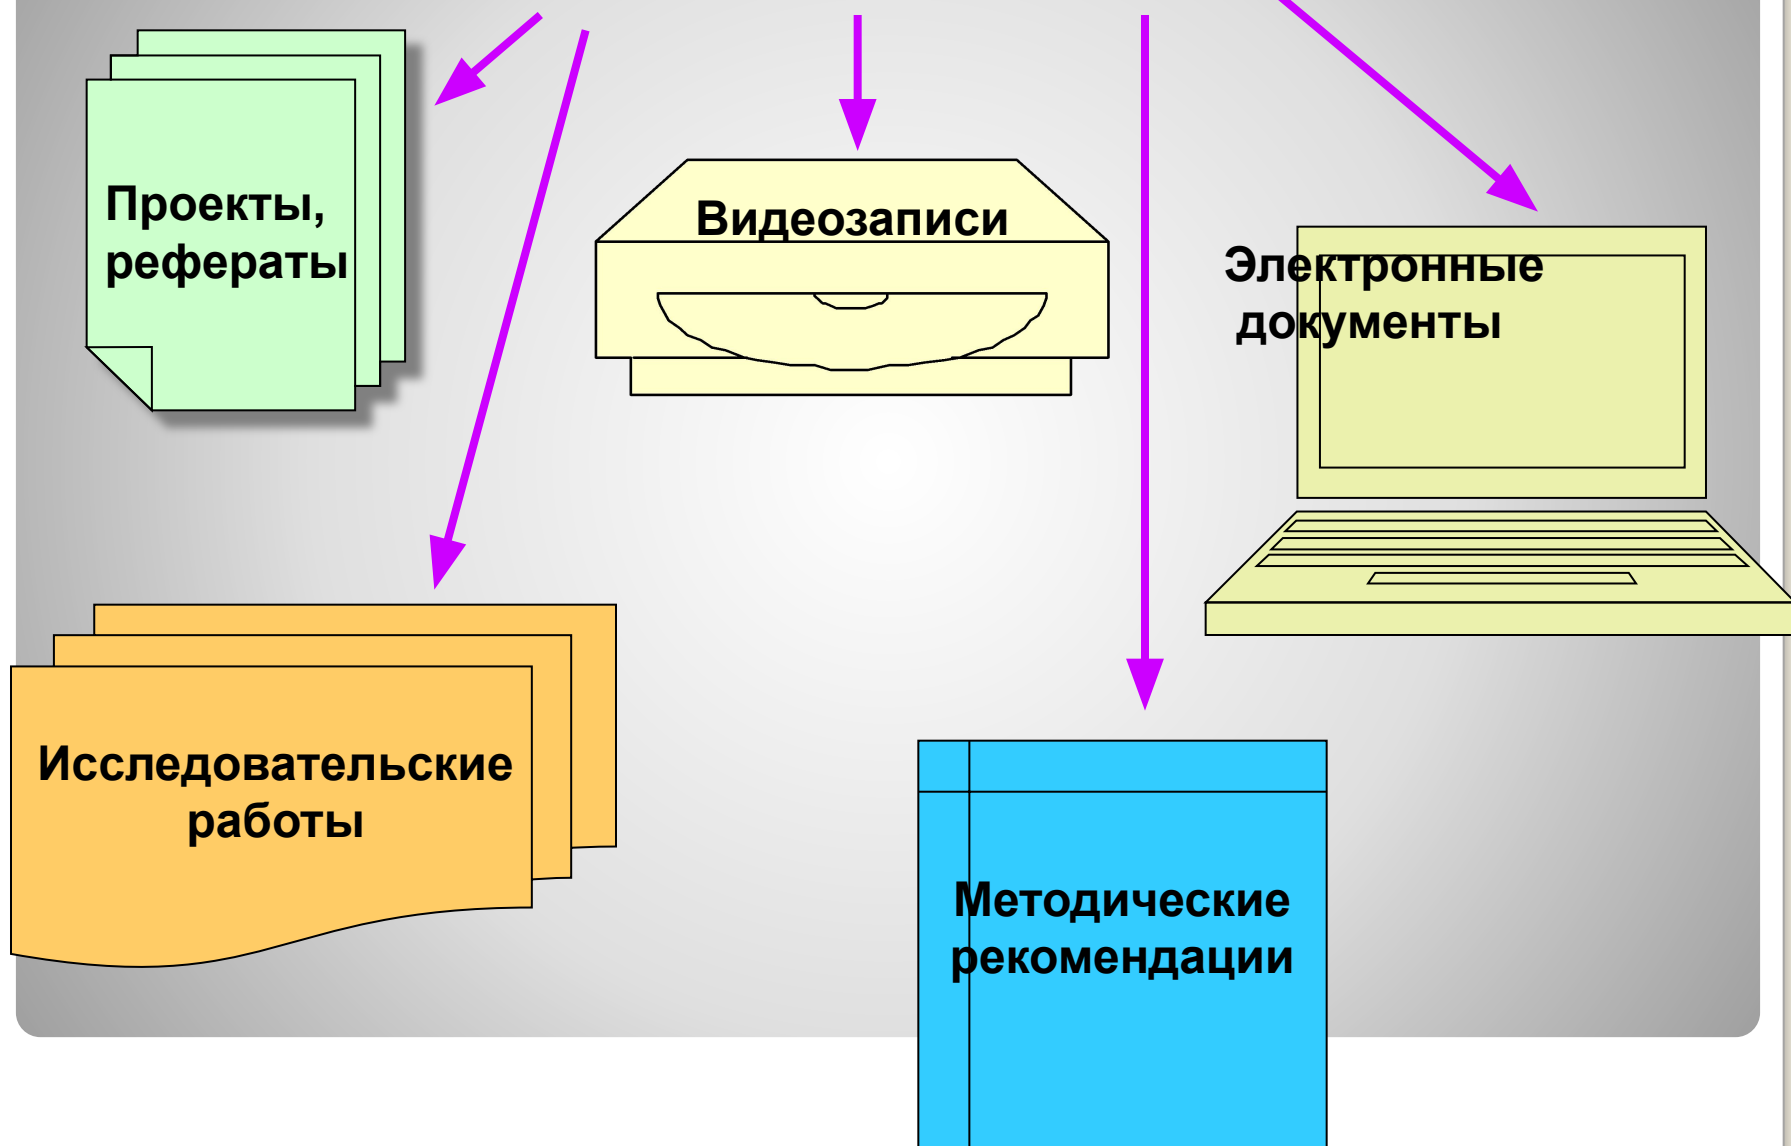 Проекты,
рефераты
Видеозаписи
Электронные
документы
Исследовательские
работы
Методические
рекомендации